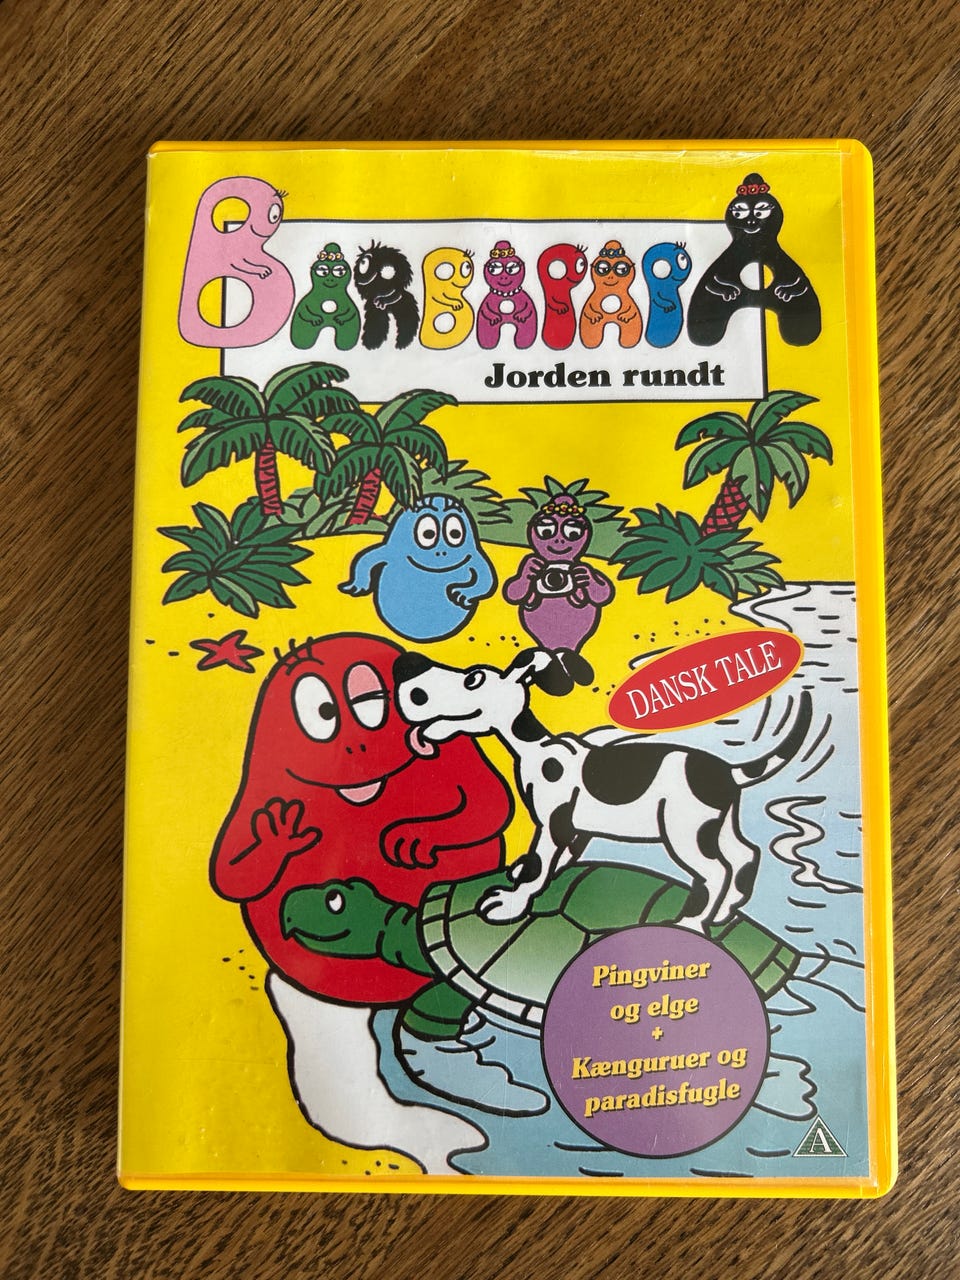 BARBAPAPA
Jorden rundt
DANSK TALE
Pingviner
og elge
+
Kænguruer og
paradisfugle
A